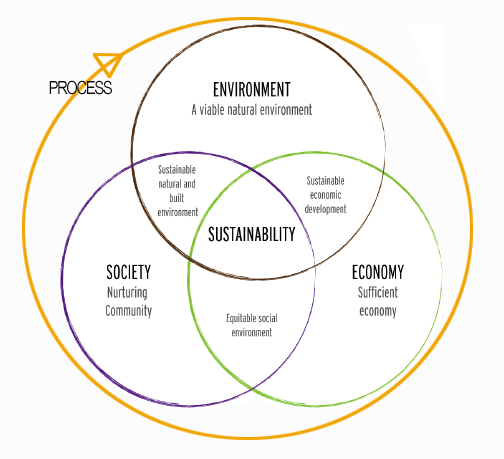 PROCESS
ENVIRONMENT
A viable natural environment
Sustainable
natural and
built
environment
Sustainable
economic
development
SUSTAINABILITY
SOCIETY
Nurturing
Community
ECONOMY
Sufficient
economy
Equitable social
environment